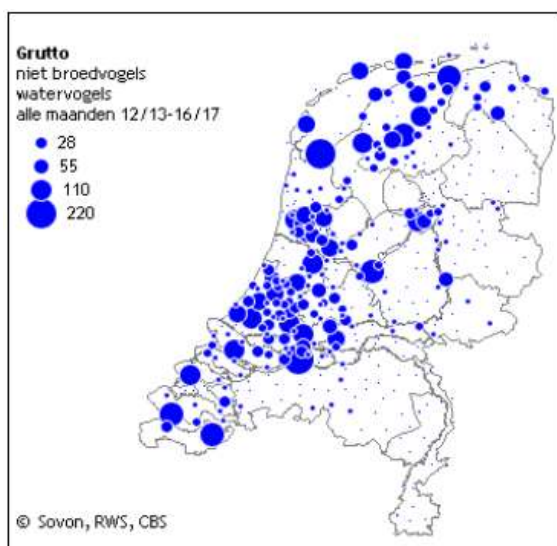 Grutto
niet broedvogels
watervogels
alle maanden 12/13-16/17
28
55
110
220
© Sovon, RWS, CBS